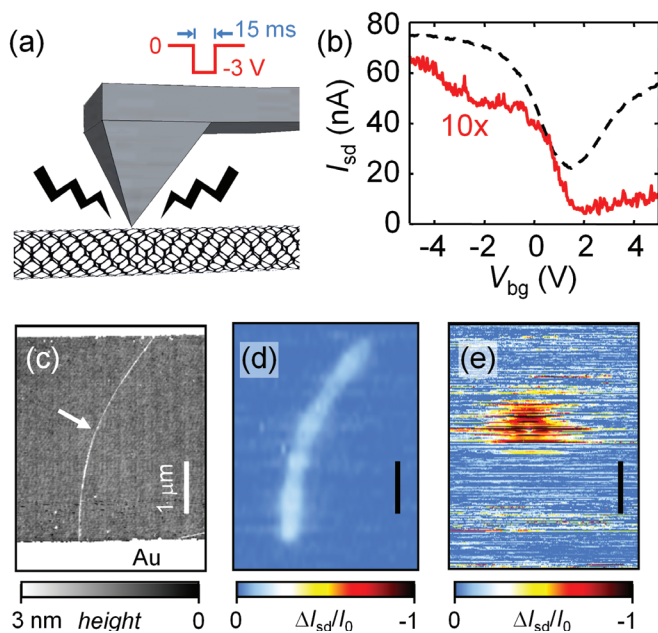 (a)
15 ms
0
-3 V
(b)
80
60
40
20
0
I_sd (nA)
10x
-4
-2
0
2
4
V_bg (V)
(c)
1 μm
Au
3 nm height 0
(d)
0 ΔI_sd/I_0 -1
(e)
0 ΔI_sd/I_0 -1